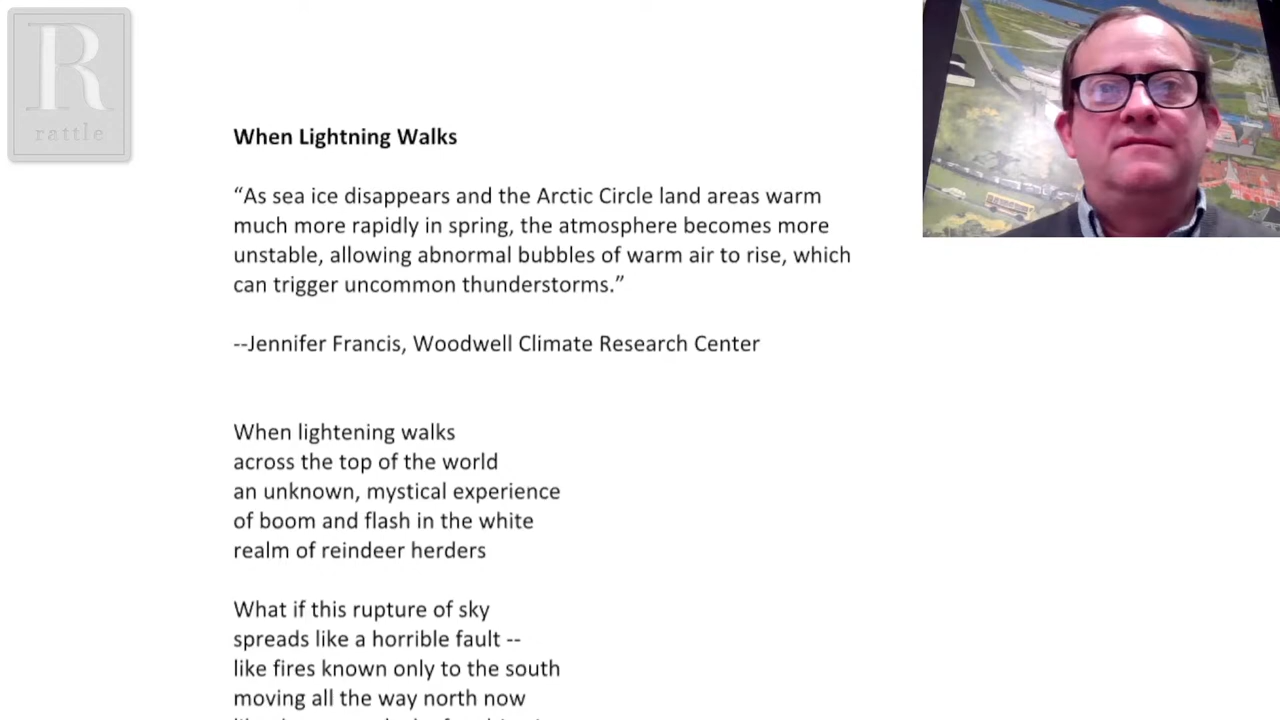 R
rattle
When Lightning Walks
“As sea ice disappears and the Arctic Circle land areas warm
much more rapidly in spring, the atmosphere becomes more
unstable, allowing abnormal bubbles of warm air to rise, which
can trigger uncommon thunderstorms.”
--Jennifer Francis, Woodwell Climate Research Center
When lightening walks
across the top of the world
an unknown, mystical experience
of boom and flash in the white
realm of reindeer herders
What if this rupture of sky
spreads like a horrible fault --
like fires known only to the south
moving all the way north now